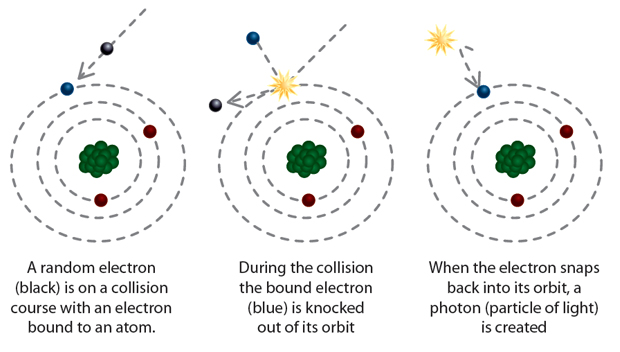 A random electron
(black) is on a collision
course with an electron
bound to an atom.
During the collision
the bound electron
(blue) is knocked
out of its orbit
When the electron snaps
back into its orbit, a
photon (particle of light)
is created